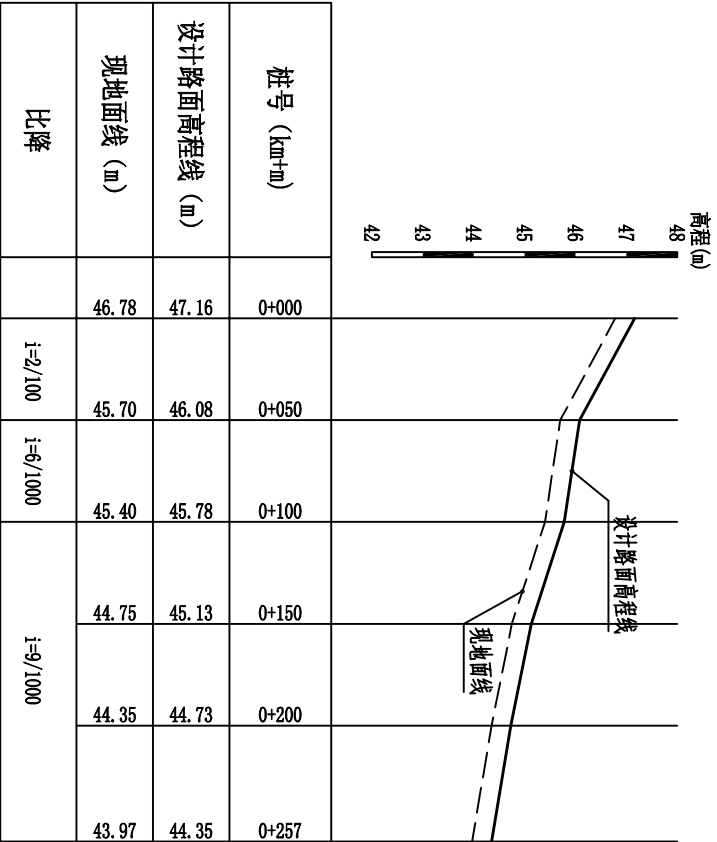 高程(m)
48
47
46
45
44
43
42
设计路面高程线
现地面线
桩号 (km+m)
0+000
0+050
0+100
0+150
0+200
0+257
设计路面高程线 (m)
47.16
46.08
45.78
45.13
44.73
44.35
现地面线 (m)
46.78
45.70
45.40
44.75
44.35
43.97
比降
i=2/100
i=6/1000
i=9/1000